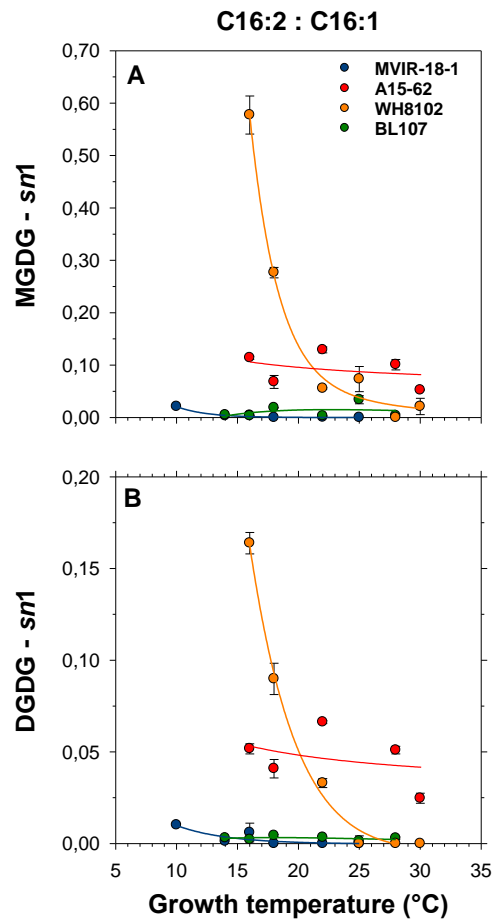 C16:2 : C16:1
A
MVIR-18-1
A15-62
WH8102
BL107
MGDG - sn1
0,70
0,60
0,50
0,40
0,30
0,20
0,10
0,00
B
DGDG - sn1
0,20
0,15
0,10
0,05
0,00
5 10 15 20 25 30 35
Growth temperature (°C)